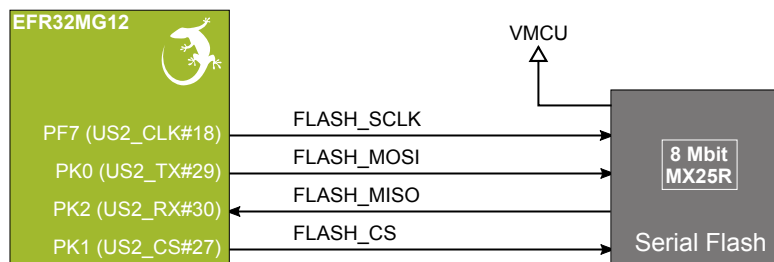 EFR32MG12
VMCU
PF7 (US2_CLK#18)
FLASH_SCLK
PK0 (US2_TX#29)
FLASH_MOSI
PK2 (US2_RX#30)
FLASH_MISO
PK1 (US2_CS#27)
FLASH_CS
8 Mbit
MX25R
Serial Flash